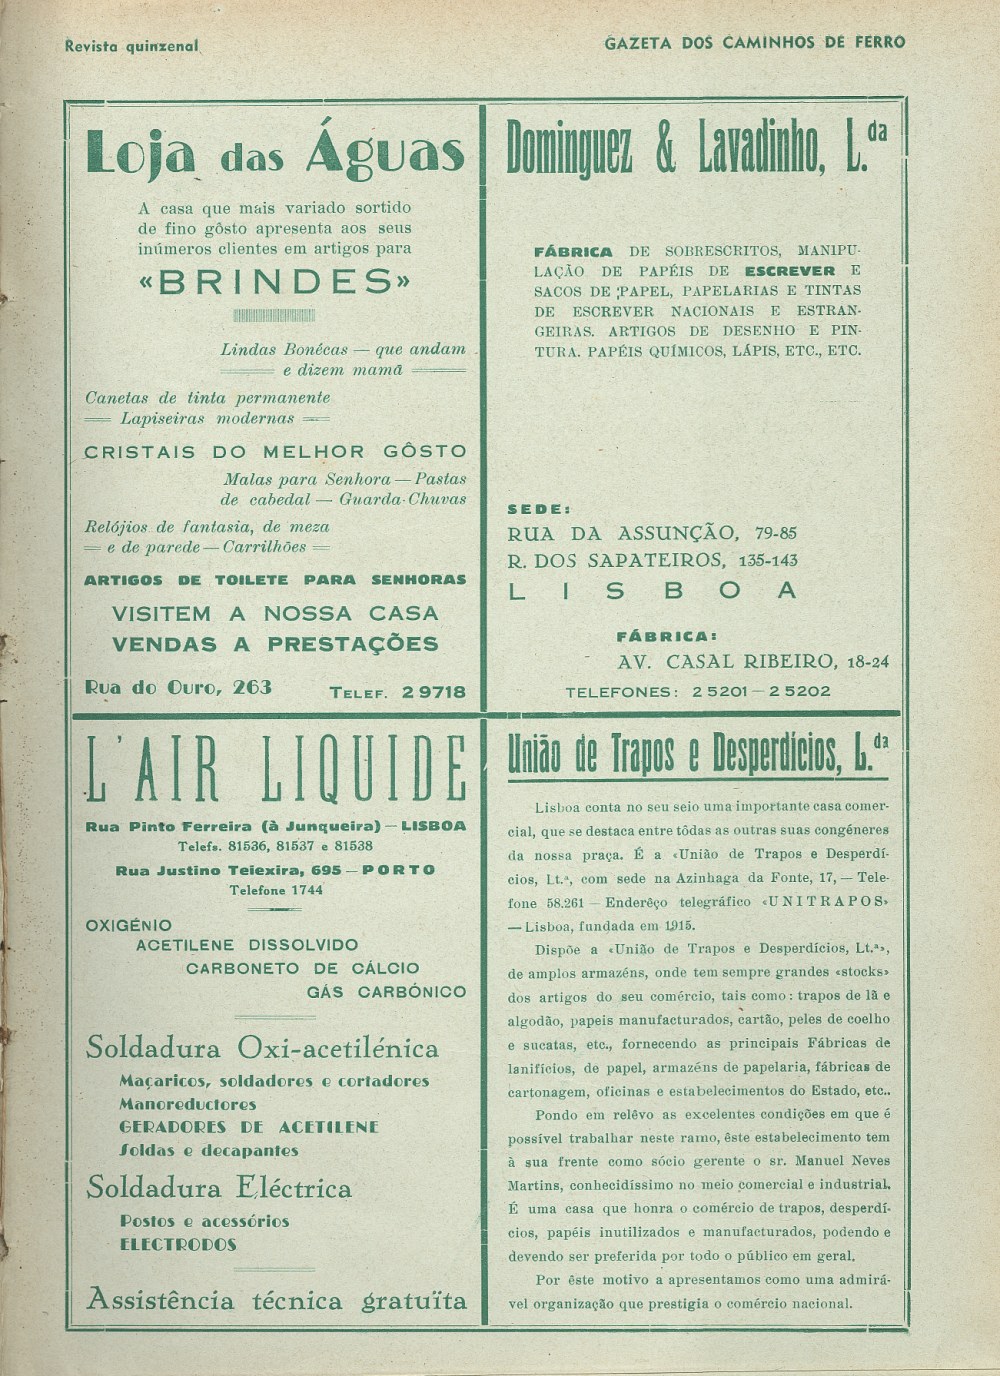 Revista quinzenal
GAZETA DOS CAMINHOS DE FERRO
Loja das Águas
A casa que mais variado sortido
de fino gôsto apresenta aos seus
inúmeros clientes em artigos para
«BRINDES»
Lindas Bonécas — que andam
e dizem mamã
Canetas de tinta permanente
Lapiseiras modernas
CRISTAIS DO MELHOR GÔSTO
Malas para Senhora — Pastas
de cabedal — Guarda-Chuvas
Relójios de fantasia, de meza
e de parede — Carrilhões
ARTIGOS DE TOILETE PARA SENHORAS
VISITEM A NOSSA CASA
VENDAS A PRESTAÇÕES
Rua do Ouro, 263 TELEF. 2 9718
Dominguez & Lavadinho, L.da
FÁBRICA DE SOBRESCRITOS, MANIPU-
LAÇÃO DE PAPÉIS DE ESCREVER E
SACOS DE PAPEL, PAPELARIAS E TINTAS
DE ESCREVER NACIONAIS E ESTRAN-
GEIRAS. ARTIGOS DE DESENHO E PIN-
TURA. PAPÉIS QUÍMICOS, LÁPIS, ETC., ETC.
SEDE:
RUA DA ASSUNÇÃO, 79-85
R. DOS SAPATEIROS, 135-143
LISBOA
FÁBRICA:
AV. CASAL RIBEIRO, 18-24
TELEFONES: 2 5201 — 2 5202
L'AIR LIQUIDE
Rua Pinto Ferreira (à Junqueira) — LISBOA
Telefs. 81536, 81537 e 81538
Rua Justino Teiexira, 695 — PORTO
Telefone 1744
OXIGÉNIO
ACETILENE DISSOLVIDO
CARBONETO DE CÁLCIO
GÁS CARBÓNICO
Soldadura Oxi-acetilénica
Maçaricos, soldadores e cortadores
Manoreductores
GERADORES DE ACETILENE
Soldas e decapantes
Soldadura Eléctrica
Postos e acessórios
ELECTRODOS
Assistência técnica gratuïta
União de Trapos e Desperdícios, L.da
Lisboa conta no seu seio uma importante casa comer-
cial, que se destaca entre tôdas as outras suas congéneres
da nossa praça. É a «União de Trapos e Desperdí-
cios, Lt.ª, com sede na Azinhaga da Fonte, 17, — Tele-
fone 58.261 — Enderêço telegráfico «UNITRAPOS»
— Lisboa, fundada em 1915.
Dispõe a «União de Trapos e Desperdícios, Lt.ª»,
de amplos armazéns, onde tem sempre grandes «stocks»
dos artigos do seu comércio, tais como: trapos de lã e
algodão, papeis manufacturados, cartão, peles de coelho
e sucatas, etc., fornecendo as principais Fábricas de
lanifícios, de papel, armazéns de papelaria, fábricas de
cartonagem, oficinas e estabelecimentos do Estado, etc..
Pondo em relêvo as excelentes condições em que é
possível trabalhar neste ramo, êste estabelecimento tem
à sua frente como sócio gerente o sr. Manuel Neves
Martins, conhecidíssimo no meio comercial e industrial.
É uma casa que honra o comércio de trapos, desperdí-
cios, papéis inutilizados e manufacturados, podendo e
devendo ser preferida por todo o público em geral.
Por êste motivo a apresentamos como uma admirá-
vel organização que prestigia o comércio nacional.